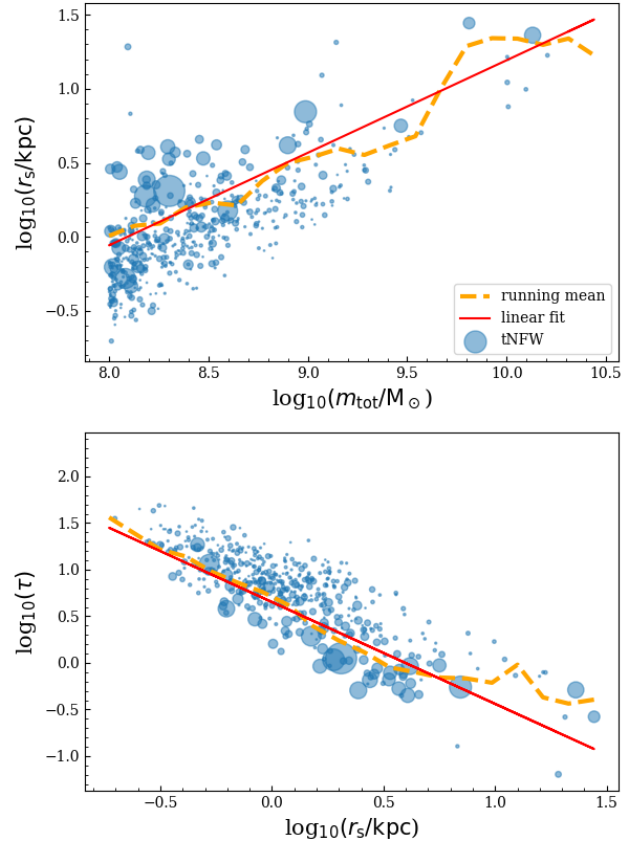 1.5
1.0
0.5
0.0
−0.5
log₁₀(rₛ/kpc)
8.0 8.5 9.0 9.5 10.0 10.5
log₁₀(m_tot/M_⊙)
running mean
linear fit
tNFW
2.0
1.5
1.0
0.5
0.0
−0.5
−1.0
log₁₀(τ)
−0.5 0.0 0.5 1.0 1.5
log₁₀(rₛ/kpc)